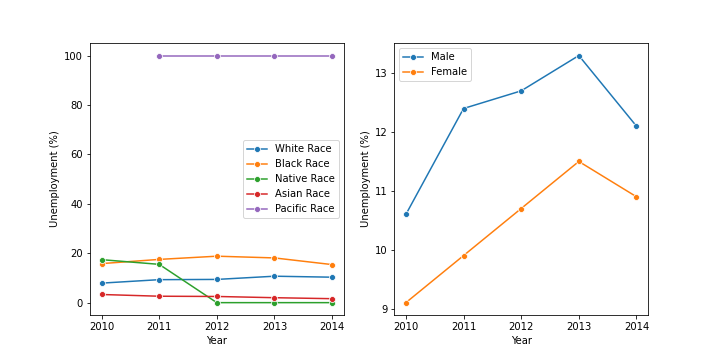 100
80
60
40
20
0
Unemployment (%)
2010 2011 2012 2013 2014
Year
White Race
Black Race
Native Race
Asian Race
Pacific Race
13
12
11
10
9
Unemployment (%)
2010 2011 2012 2013 2014
Year
Male
Female